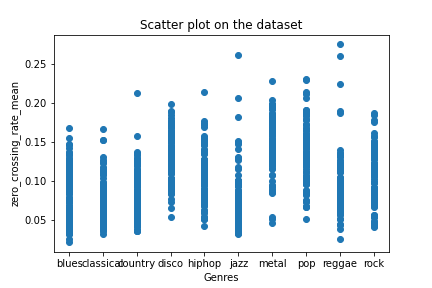 Scatter plot on the dataset
zero_crossing_rate_mean
0.25
0.20
0.15
0.10
0.05
blues classical country disco hiphop jazz metal pop reggae rock
Genres